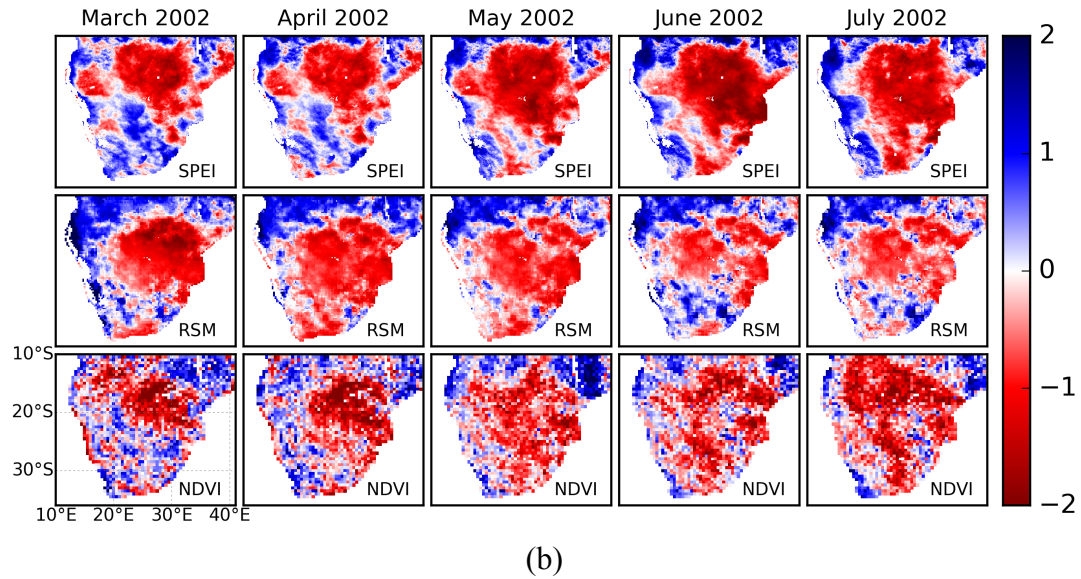 March 2002 April 2002 May 2002 June 2002 July 2002
SPEI SPEI SPEI SPEI SPEI
RSM RSM RSM RSM RSM
NDVI NDVI NDVI NDVI NDVI
10°S
20°S
30°S
10°E 20°E 30°E 40°E
2
1
0
−1
−2
(b)